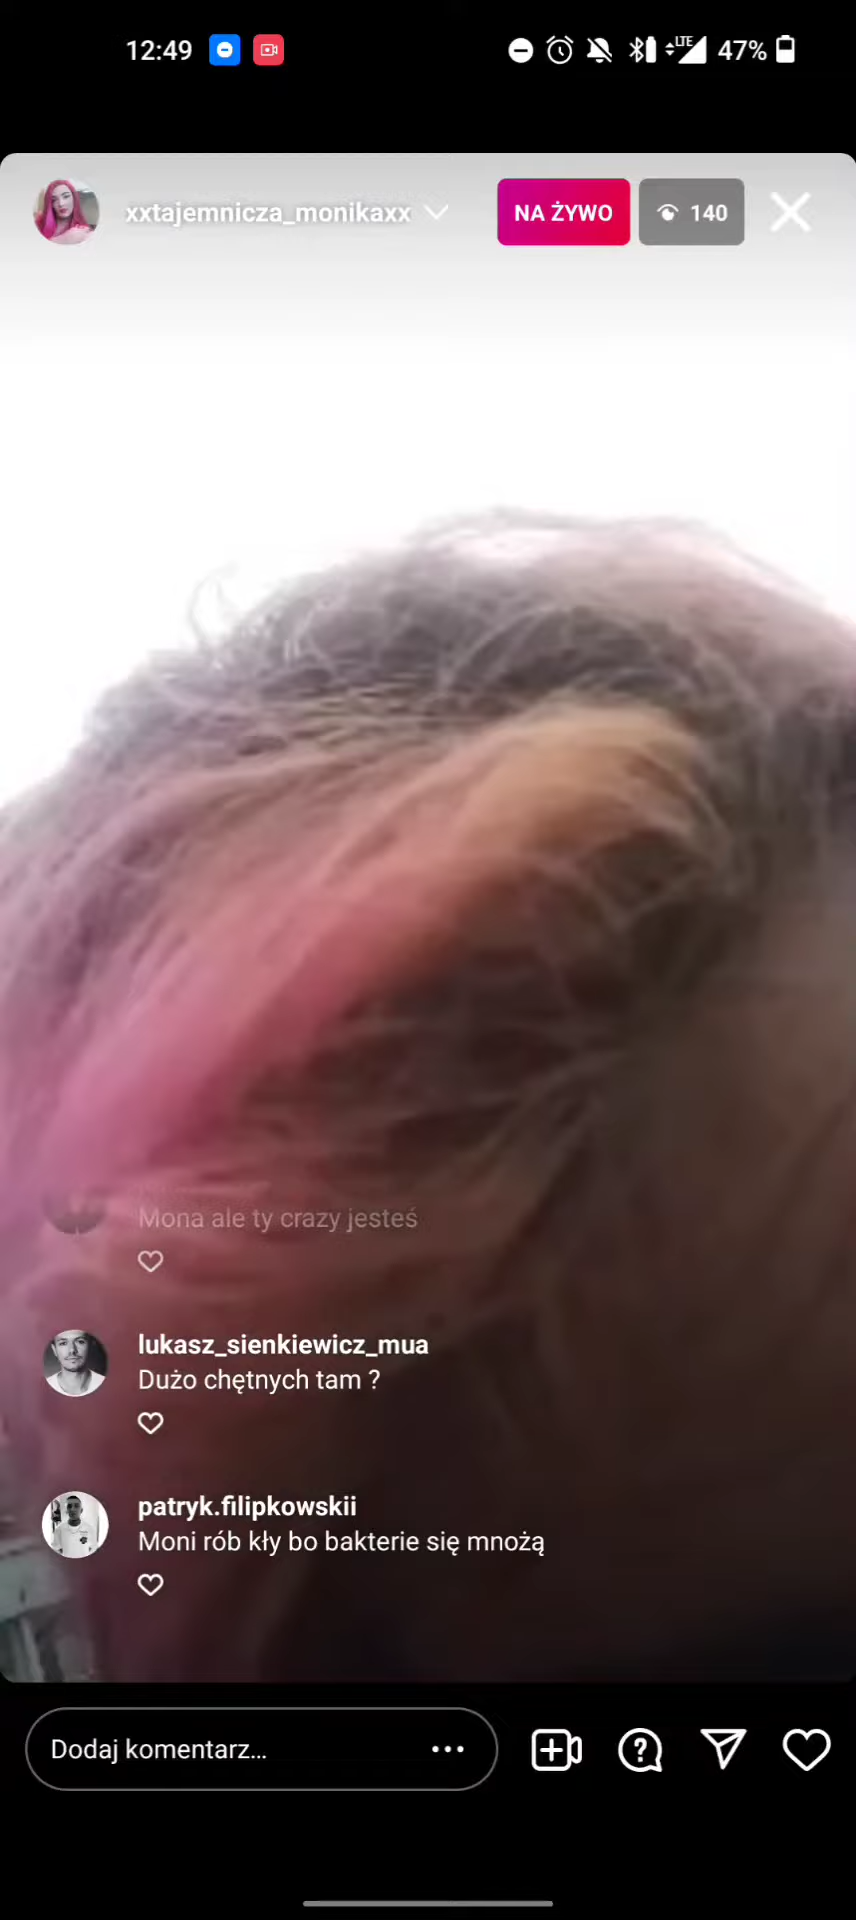 12:49
LTE 47%
xxtajemnicza_monikaxx
NA ŻYWO
140
Mona ale ty crazy jesteś
lukasz_sienkiewicz_mua
Dużo chętnych tam ?
patryk.filipkowskii
Moni rób kły bo bakterie się mnożą
Dodaj komentarz...